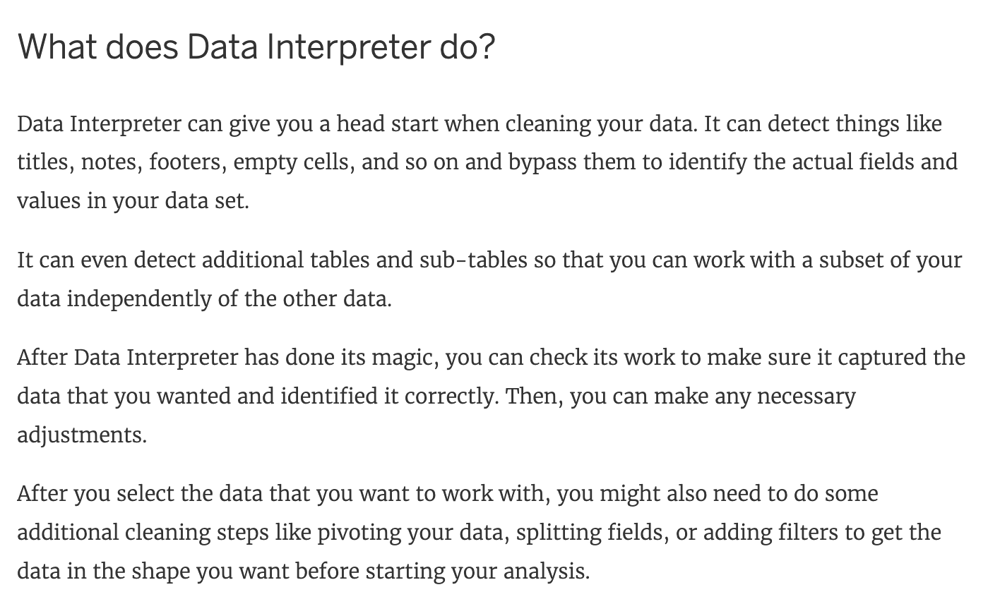 What does Data Interpreter do?
Data Interpreter can give you a head start when cleaning your data. It can detect things like
titles, notes, footers, empty cells, and so on and bypass them to identify the actual fields and
values in your data set.
It can even detect additional tables and sub-tables so that you can work with a subset of your
data independently of the other data.
After Data Interpreter has done its magic, you can check its work to make sure it captured the
data that you wanted and identified it correctly. Then, you can make any necessary
adjustments.
After you select the data that you want to work with, you might also need to do some
additional cleaning steps like pivoting your data, splitting fields, or adding filters to get the
data in the shape you want before starting your analysis.